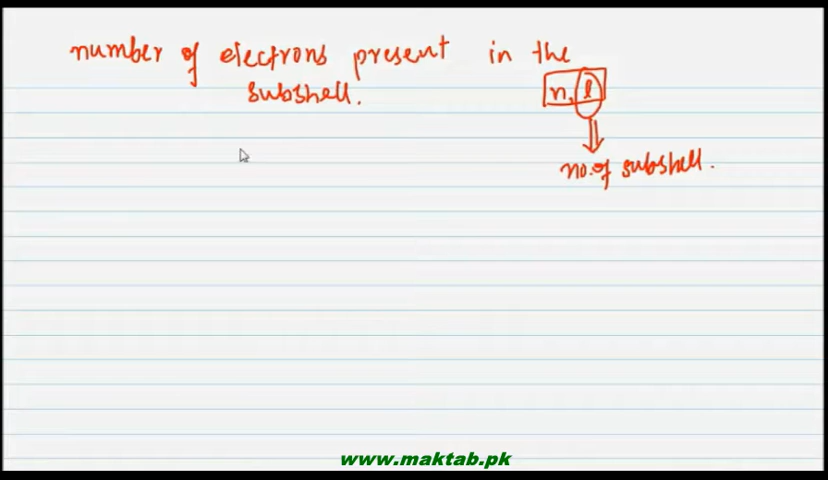 number of electrons present in the
subshell.
n, l
no. of subshell.
www.maktab.pk